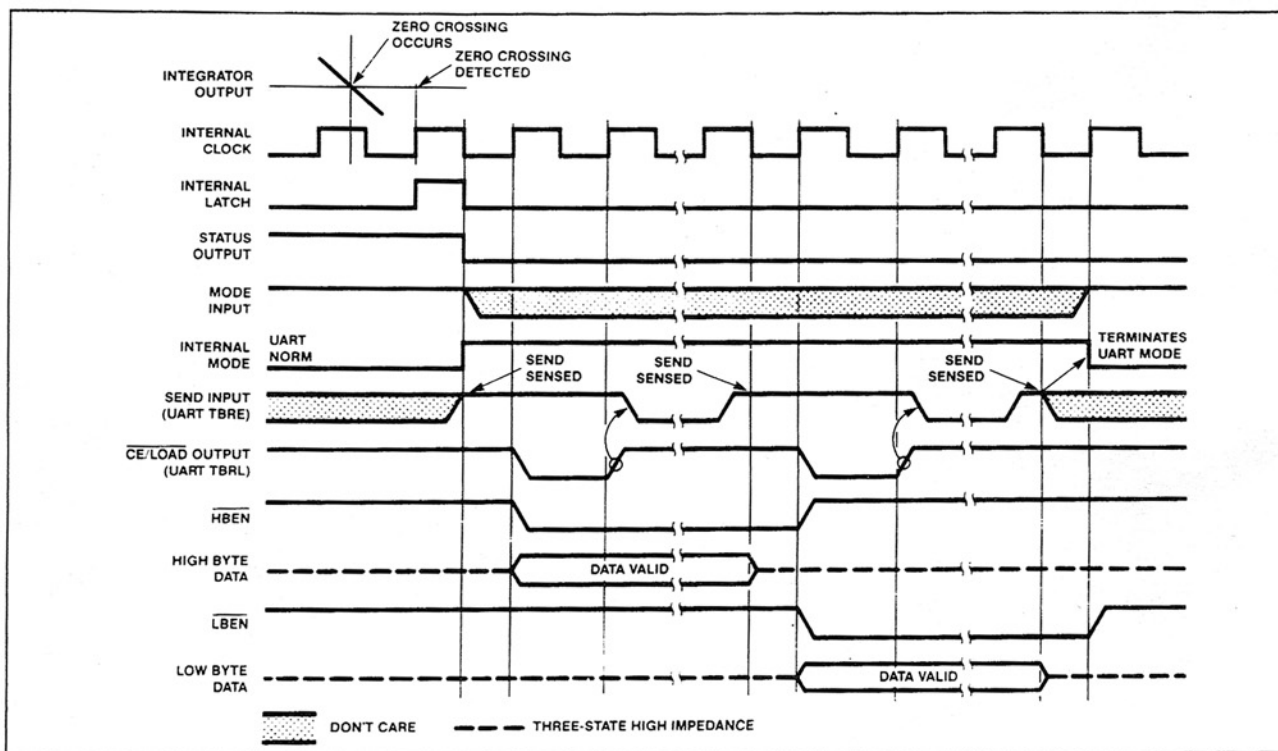 ZERO CROSSING
OCCURS
ZERO CROSSING
DETECTED
INTEGRATOR
OUTPUT
INTERNAL
CLOCK
INTERNAL
LATCH
STATUS
OUTPUT
MODE
INPUT
INTERNAL
MODE
UART
NORM
TERMINATES
UART MODE
SEND
SENSED
SEND
SENSED
SEND
SENSED
SEND INPUT
(UART TBRE)
CE/LOAD OUTPUT
(UART TBRL)
HBEN
HIGH BYTE
DATA
DATA VALID
LBEN
LOW BYTE
DATA
DATA VALID
DON'T CARE
THREE-STATE HIGH IMPEDANCE